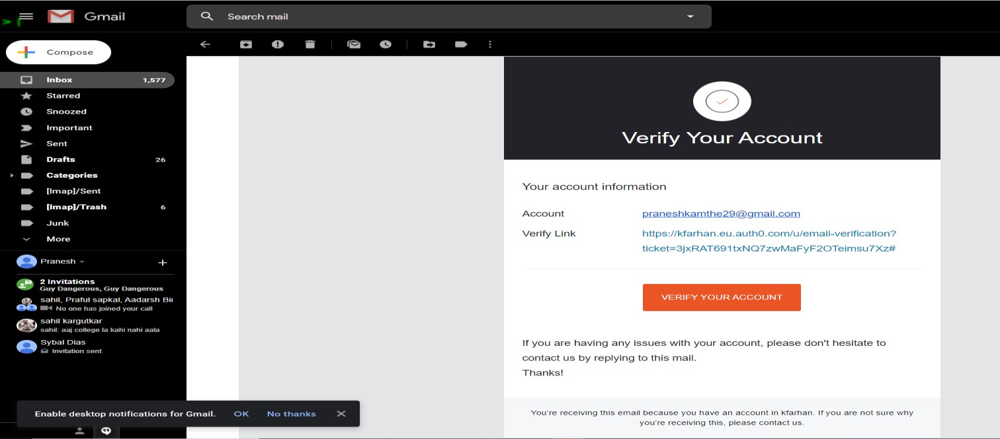 Gmail
Search mail
Compose
Inbox 1,577
Starred
Snoozed
Important
Sent
Drafts 26
Categories
[Imap]/Sent
[Imap]/Trash 6
Junk
More
Pranesh
2 Invitations
Guy Dangerous, Guy Dangerous
sahil, Praful sapkal, Aadarsh Bir
No one has joined your call
sahil kargutkar
sahil: aaj college la kahi nahi aala
Sybal Dias
Invitation sent
Enable desktop notifications for Gmail. OK No thanks
Verify Your Account
Your account information
Account praneshkamthe29@gmail.com
Verify Link https://kfarhan.eu.auth0.com/u/email-verification?
ticket=3jxRAT691txNQ7zwMaFyF2OTeimsu7Xz#
VERIFY YOUR ACCOUNT
If you are having any issues with your account, please don't hesitate to
contact us by replying to this mail.
Thanks!
You're receiving this email because you have an account in kfarhan. If you are not sure why
you're receiving this, please contact us.